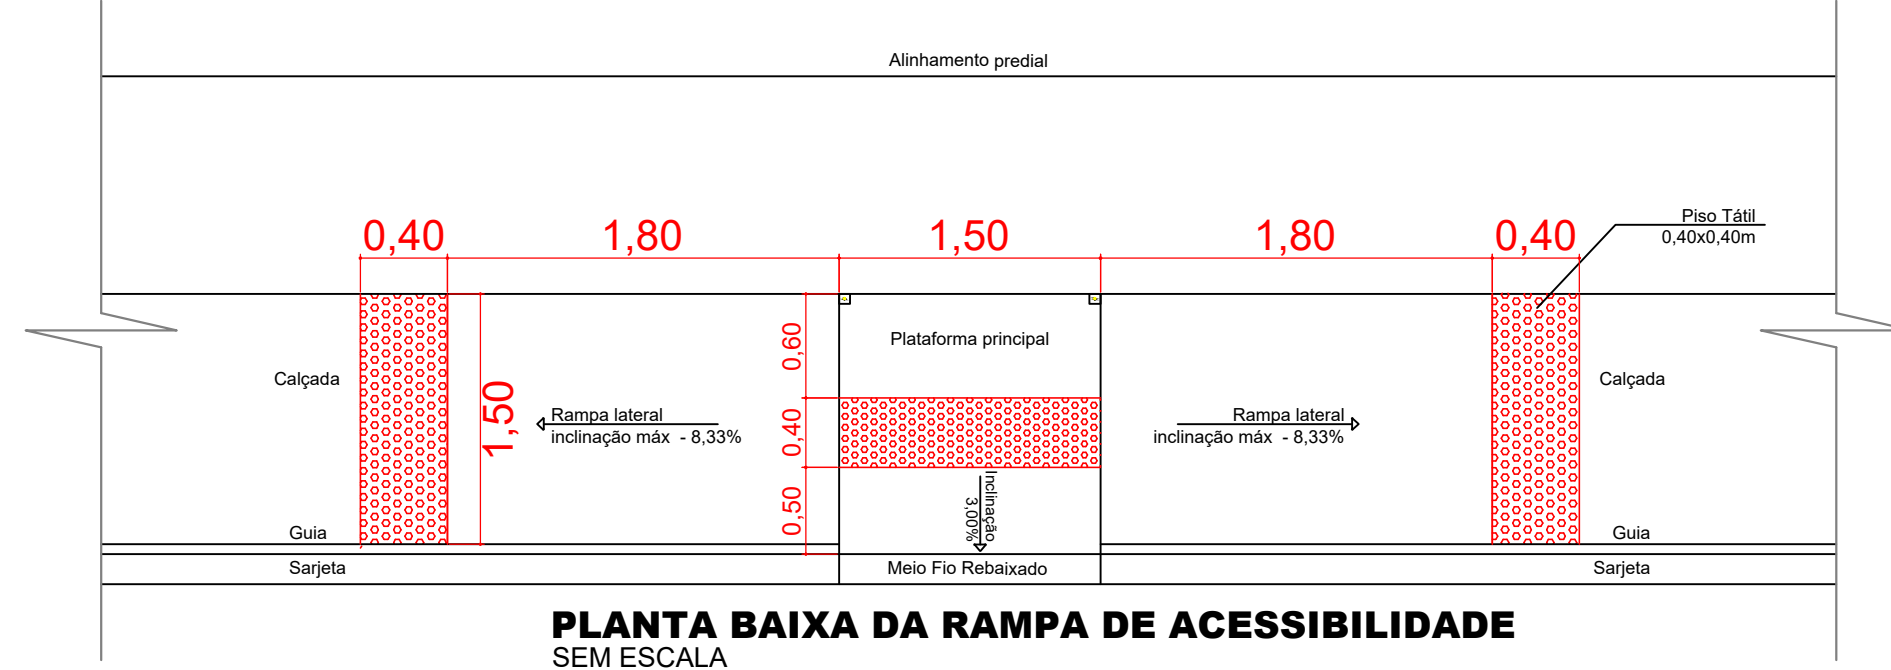 Alinhamento predial
0,40
1,80
1,50
1,80
0,40
Piso Tátil
0,40x0,40m
Plataforma principal
0,60
Calçada
Calçada
1,50
Rampa lateral
inclinação máx - 8,33%
0,40
Rampa lateral
inclinação máx - 8,33%
0,50
Inclinação
3,00%
Guia
Guia
Sarjeta
Meio Fio Rebaixado
Sarjeta
PLANTA BAIXA DA RAMPA DE ACESSIBILIDADE
SEM ESCALA